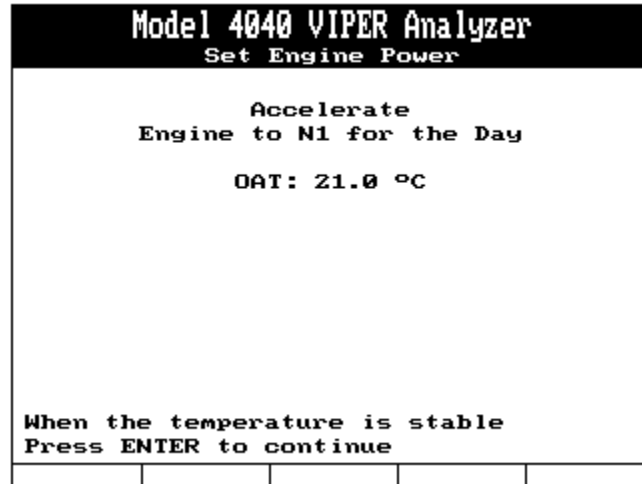 Model 4040 VIPER Analyzer
Set Engine Power
Accelerate
Engine to N1 for the Day
OAT: 21.0 ºC
When the temperature is stable
Press ENTER to continue